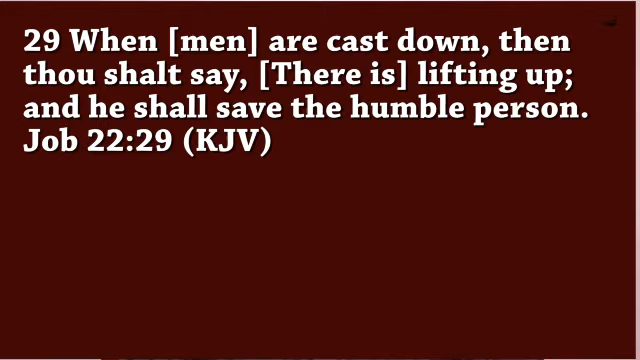 29 When [men] are cast down, then
thou shalt say, [There is] lifting up;
and he shall save the humble person.
Job 22:29 (KJV)